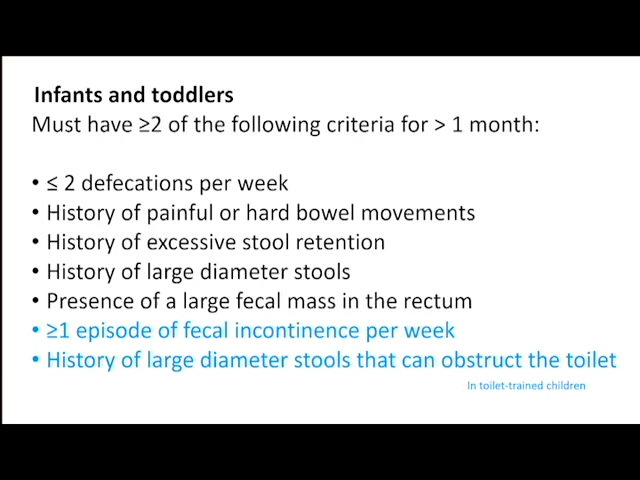 Infants and toddlers
Must have ≥2 of the following criteria for > 1 month:
• ≤ 2 defecations per week
• History of painful or hard bowel movements
• History of excessive stool retention
• History of large diameter stools
• Presence of a large fecal mass in the rectum
• ≥1 episode of fecal incontinence per week
• History of large diameter stools that can obstruct the toilet
In toilet-trained children